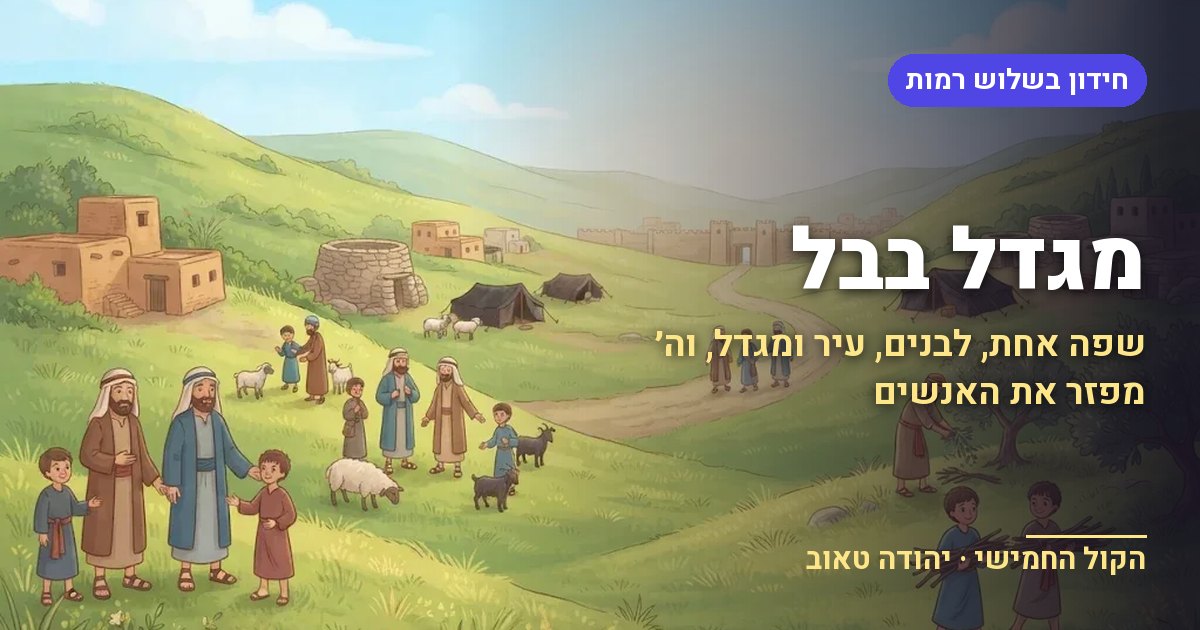 חידון בשלוש רמות
מגדל בבל
שפה אחת, לבנים, עיר ומגדל, וה׳
מפזר את האנשים
הקול החמישי · יהודה טאוב